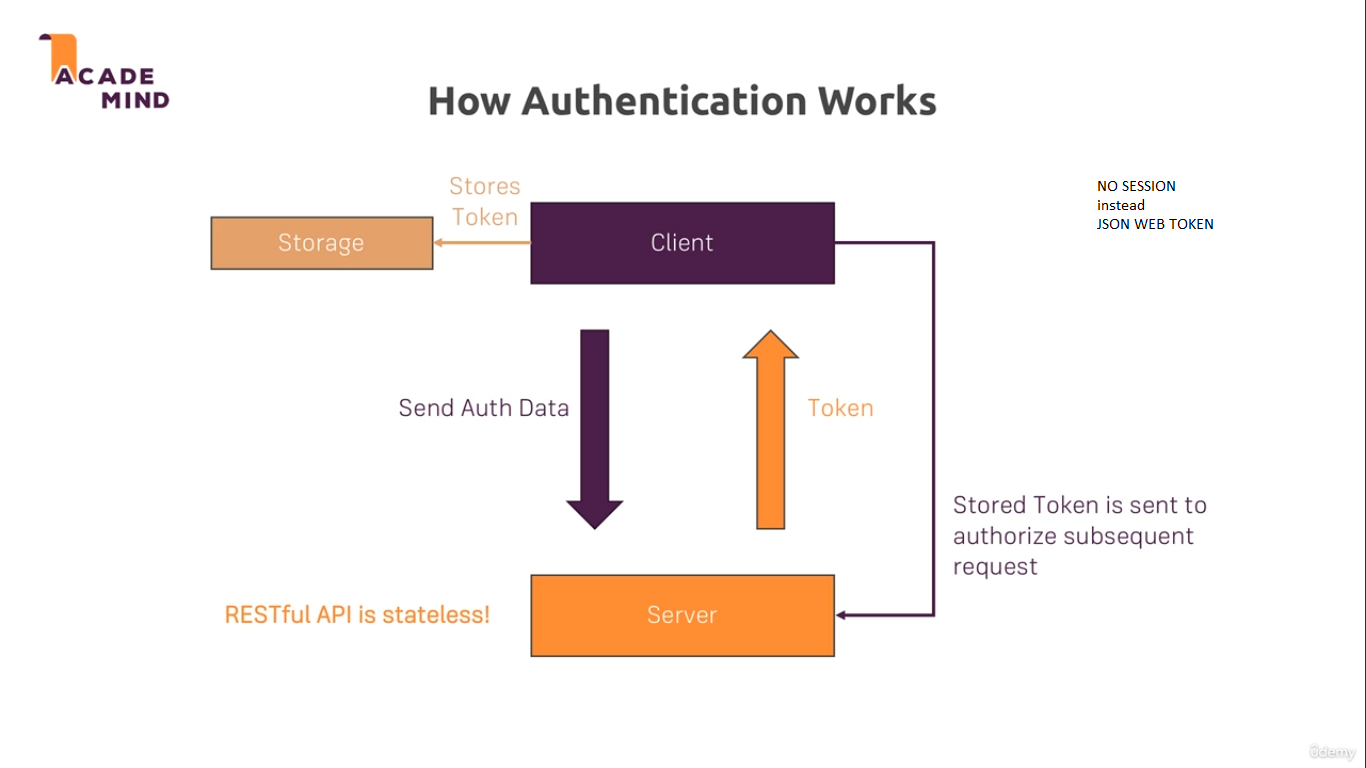 ACADE
MIND
How Authentication Works
NO SESSION
instead
JSON WEB TOKEN
Stores
Token
Storage
Client
Send Auth Data
Token
Stored Token is sent to
authorize subsequent
request
RESTful API is stateless!
Server
ûdemy